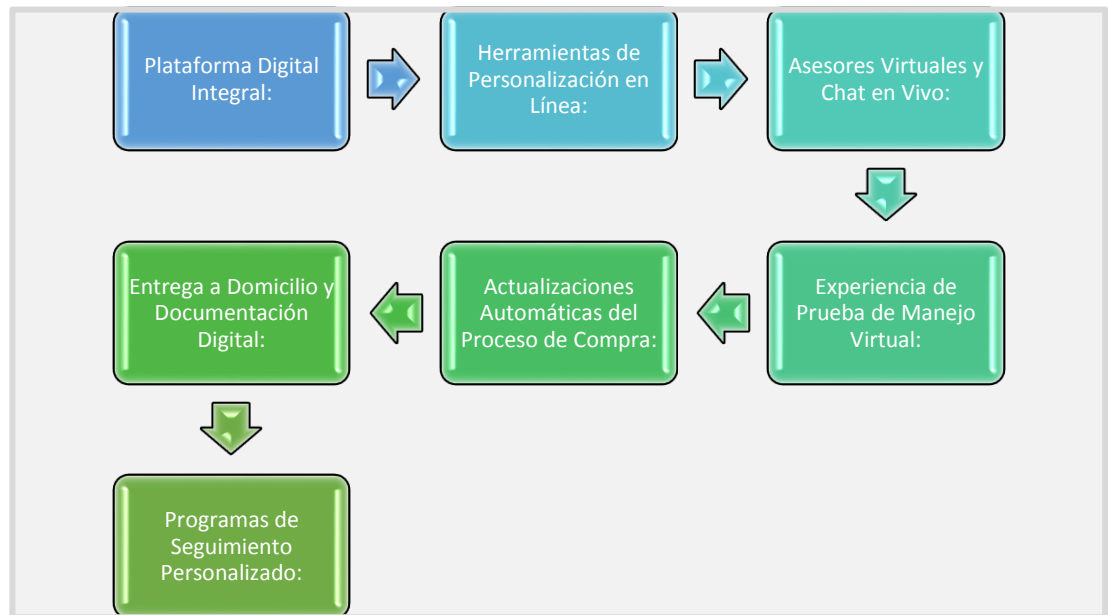 Plataforma Digital
Integral:
Herramientas de
Personalización en
Línea:
Asesores Virtuales y
Chat en Vivo:
Experiencia de
Prueba de Manejo
Virtual:
Actualizaciones
Automáticas del
Proceso de Compra:
Entrega a Domicilio y
Documentación
Digital:
Programas de
Seguimiento
Personalizado: